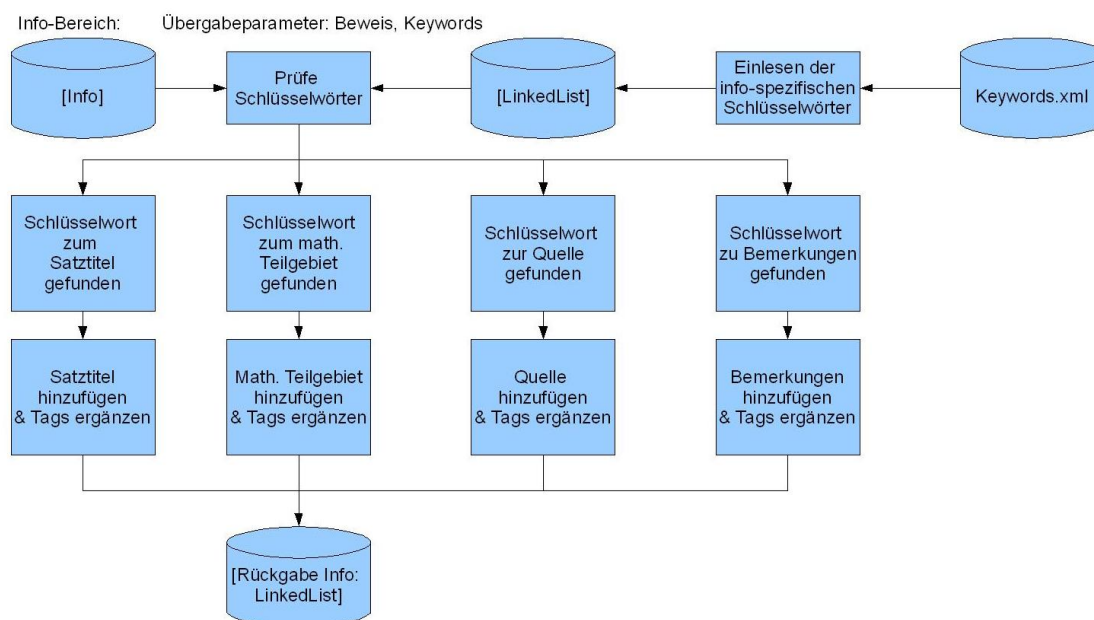 Info-Bereich: Übergabeparameter: Beweis, Keywords
[Info]
Prüfe
Schlüsselwörter
[LinkedList]
Einlesen der
info-spezifischen
Schlüsselwörter
Keywords.xml
Schlüsselwort
zum
Satztitel
gefunden
Schlüsselwort
zum math.
Teilgebiet
gefunden
Schlüsselwort
zur Quelle
gefunden
Schlüsselwort
zu Bemerkungen
gefunden
Satztitel
hinzufügen
& Tags ergänzen
Math. Teilgebiet
hinzufügen
& Tags ergänzen
Quelle
hinzufügen
& Tags ergänzen
Bemerkungen
hinzufügen
& Tags ergänzen
[Rückgabe Info:
LinkedList]